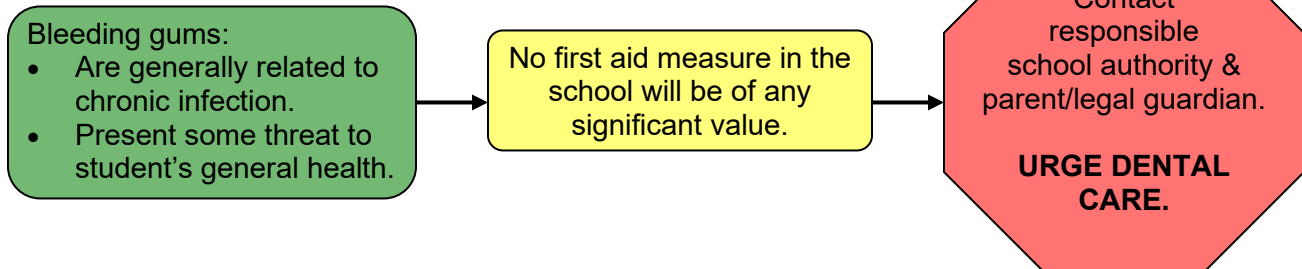 Bleeding gums:
• Are generally related to
chronic infection.
• Present some threat to
student’s general health.
No first aid measure in the
school will be of any
significant value.
Contact
responsible
school authority &
parent/legal guardian.
URGE DENTAL
CARE.